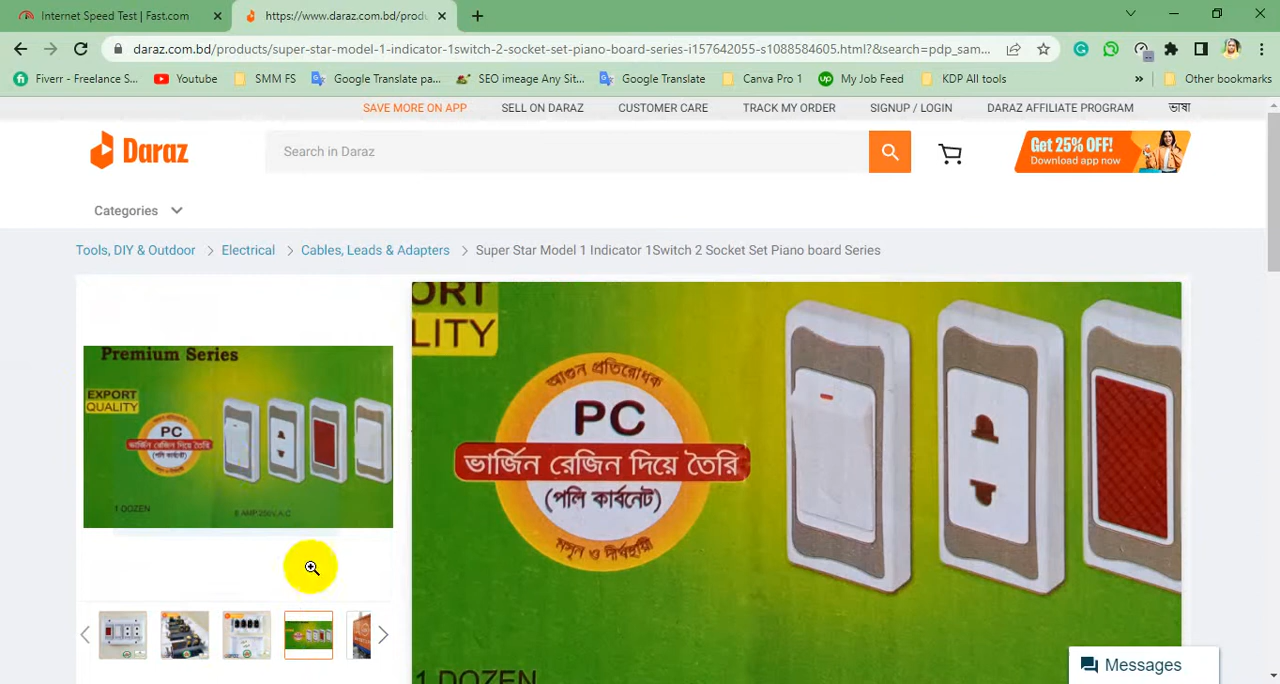 Internet Speed Test | Fast.com
https://www.daraz.com.bd/produ
daraz.com.bd/products/super-star-model-1-indicator-1switch-2-socket-set-piano-board-series-i157642055-s1088584605.html?&search=pdp_sam...
Fiverr - Freelance S...
Youtube
SMM FS
Google Translate pa...
SEO imeage Any Sit...
Google Translate
Canva Pro 1
My Job Feed
KDP All tools
»
Other bookmarks
SAVE MORE ON APP
SELL ON DARAZ
CUSTOMER CARE
TRACK MY ORDER
SIGNUP / LOGIN
DARAZ AFFILIATE PROGRAM
ভাষা
Daraz
Search in Daraz
Get 25% OFF!
Download app now
Categories
Tools, DIY & Outdoor > Electrical > Cables, Leads & Adapters > Super Star Model 1 Indicator 1Switch 2 Socket Set Piano board Series
Premium Series
EXPORT
QUALITY
PC
ভার্জিন রেজিন দিয়ে তৈরি
(পলি কার্বনেট)
1 DOZEN
6 AMP 250V, A.C
ORT
LITY
আগুন প্রতিরোধক
PC
ভার্জিন রেজিন দিয়ে তৈরি
(পলি কার্বনেট)
মসৃন ও দীর্ঘস্থায়ী
1 DOZEN
Messages